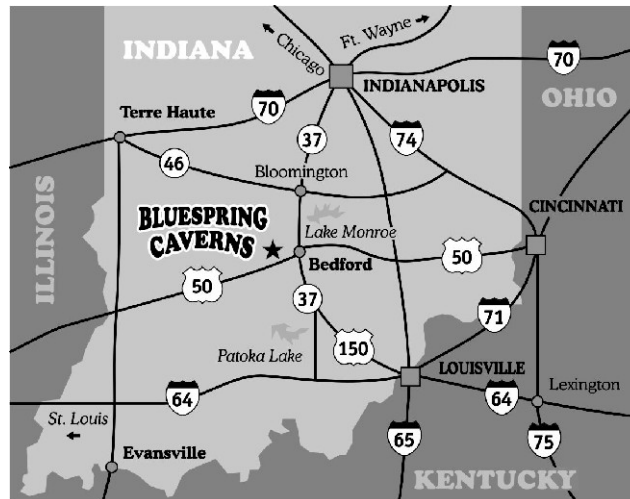 Ft. Wayne
Chicago
INDIANA
INDIANAPOLIS
70
OHIO
Terre Haute
70
37
74
46
Bloomington
ILLINOIS
BLUESPRING
CAVERNS
Lake Monroe
CINCINNATI
Bedford
50
50
37
71
150
Patoka Lake
LOUISVILLE
Lexington
64
64
St. Louis
65
75
Evansville
KENTUCKY